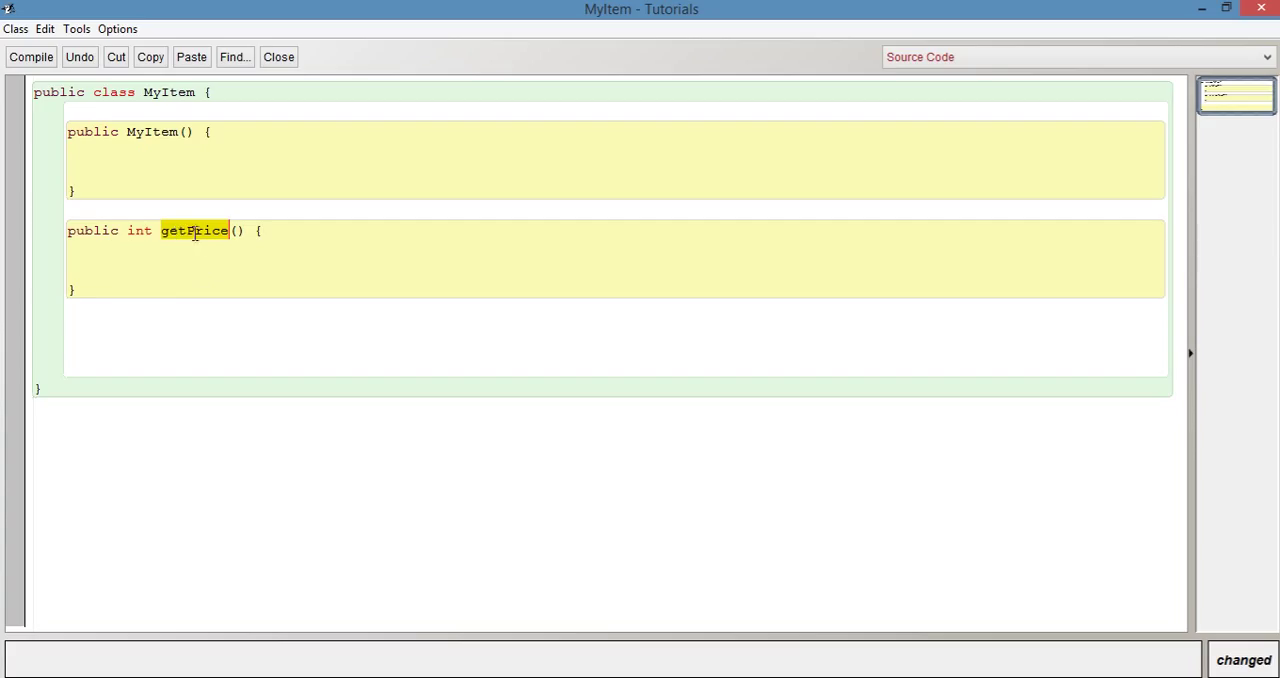 MyItem - Tutorials
Class Edit Tools Options
Compile Undo Cut Copy Paste Find... Close Source Code
public class MyItem {
public MyItem() {
}
public int getPrice() {
}
}
changed